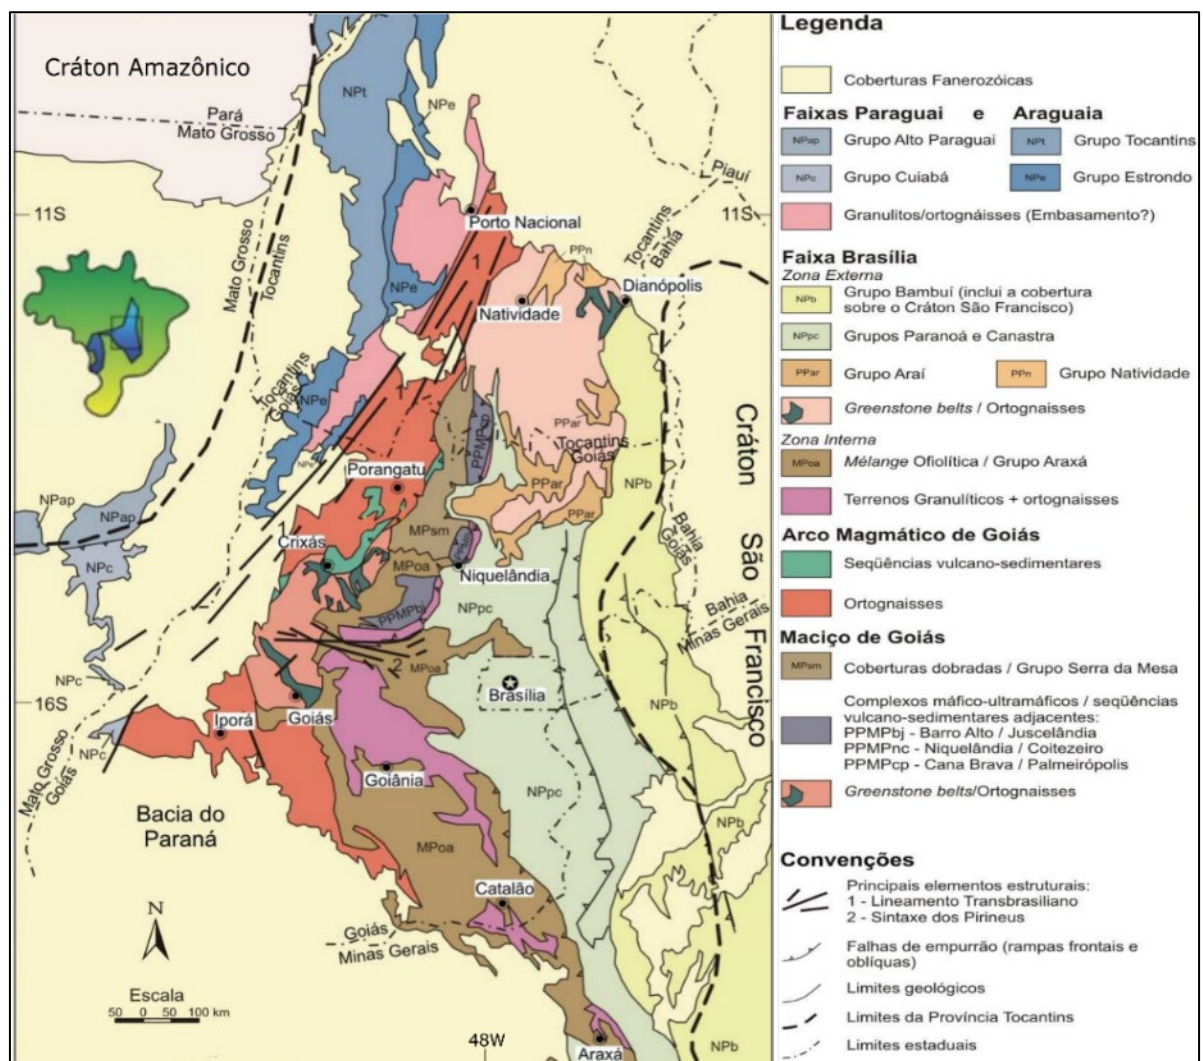 Cráton Amazônico
Pará
Mato Grosso
NPt
NPe
Piauí
11S
11S
Porto Nacional
Tocantins
Bahia
Mato Grosso
Tocantins
1
PPn
NPe
Natividade
Dianópolis
Tocantins
Goiás
1
NPe
PPMPcp
PPar
Tocantins
Goiás
NPe
Porangatu
PPar
NPb
PPar
NPap
NPap
1
Crixás
MPsm
NPc
MPoa
PPMPnc
Niquelândia
Bahia
Goiás
Cráton São Francisco
PPMPbj
NPpc
Bahia
Minas Gerais
2
MPoa
NPc
16S
Brasília
NPb
Goiás
Iporá
NPc
Mato Grosso
Goiás
Goiânia
NPpc
Bacia do
Paraná
MPoa
NPb
Catalão
N
Goiás
Minas Gerais
Escala
50 0 50 100 km
48W
Araxá
NPb
Legenda
Coberturas Fanerozóicas
Faixas Paraguai e Araguaia
NPap Grupo Alto Paraguai NPt Grupo Tocantins
NPc Grupo Cuiabá NPe Grupo Estrondo
Granulitos/ortognáisses (Embasamento?)
Faixa Brasília
Zona Externa
NPb Grupo Bambuí (inclui a cobertura
sobre o Cráton São Francisco)
NPpc Grupos Paranoá e Canastra
PPar Grupo Araí PPn Grupo Natividade
Greenstone belts / Ortognaisses
Zona Interna
MPoa Mélange Ofiolítica / Grupo Araxá
Terrenos Granulíticos + ortognaisses
Arco Magmático de Goiás
Seqüências vulcano-sedimentares
Ortognaisses
Maciço de Goiás
MPsm Coberturas dobradas / Grupo Serra da Mesa
Complexos máfico-ultramáficos / seqüências
vulcano-sedimentares adjacentes:
PPMPbj - Barro Alto / Juscelândia
PPMPnc - Niquelândia / Coitezeiro
PPMPcp - Cana Brava / Palmeirópolis
Greenstone belts/Ortognaisses
Convenções
Principais elementos estruturais:
1 - Lineamento Transbrasiliano
2 - Sintaxe dos Pirineus
Falhas de empurrão (rampas frontais e
oblíquas)
Limites geológicos
Limites da Província Tocantins
Limites estaduais